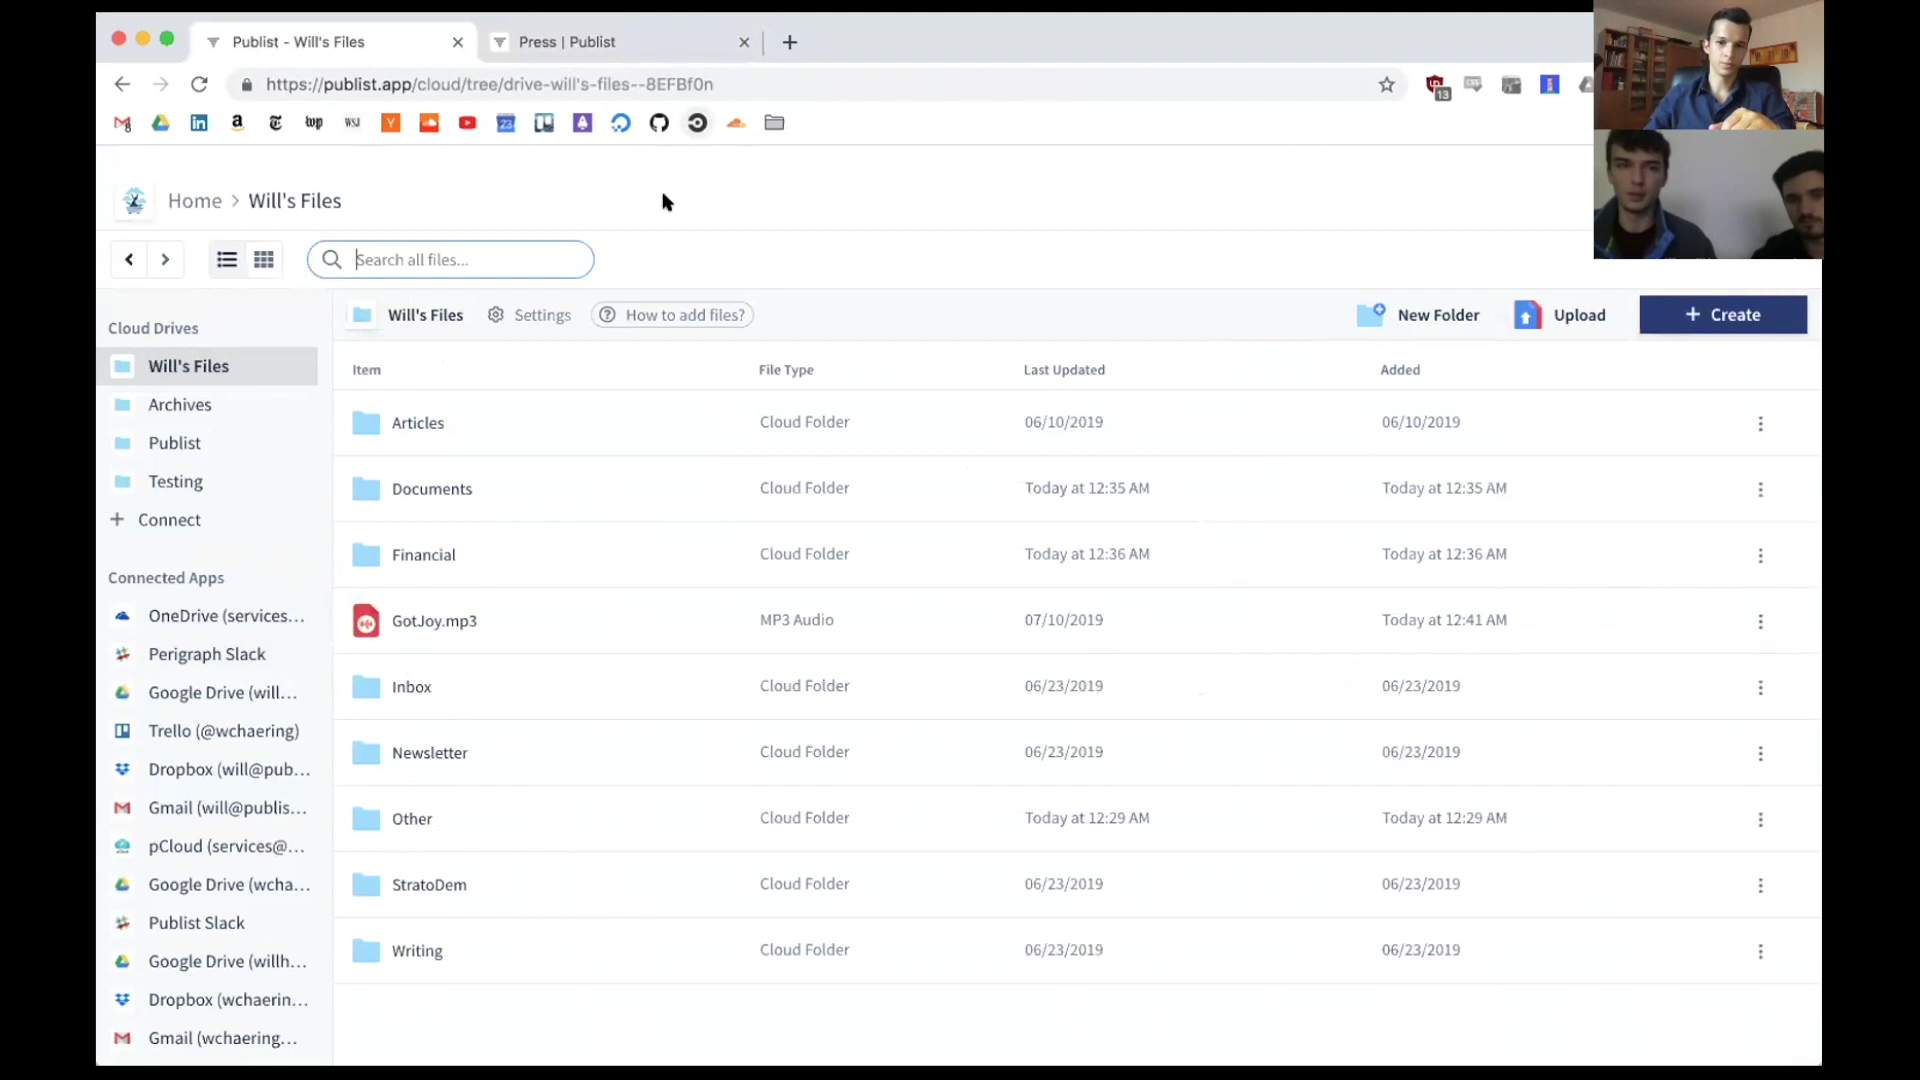 Publist - Will's Files
Press | Publist
https://publist.app/cloud/tree/drive-will's-files--8EFBf0n
13
WSJ
23
Home > Will's Files
Search all files...
Cloud Drives
Will's Files
Archives
Publist
Testing
+ Connect
Connected Apps
OneDrive (services...
Perigraph Slack
Google Drive (will...
Trello (@wchaering)
Dropbox (will@pub...
Gmail (will@publis...
pCloud (services@...
Google Drive (wcha...
Publist Slack
Google Drive (willh...
Dropbox (wchaerin...
Gmail (wchaering...
Will's Files Settings ? How to add files? New Folder Upload + Create
Item File Type Last Updated Added
Articles Cloud Folder 06/10/2019 06/10/2019
Documents Cloud Folder Today at 12:35 AM Today at 12:35 AM
Financial Cloud Folder Today at 12:36 AM Today at 12:36 AM
GotJoy.mp3 MP3 Audio 07/10/2019 Today at 12:41 AM
Inbox Cloud Folder 06/23/2019 06/23/2019
Newsletter Cloud Folder 06/23/2019 06/23/2019
Other Cloud Folder Today at 12:29 AM Today at 12:29 AM
StratoDem Cloud Folder 06/23/2019 06/23/2019
Writing Cloud Folder 06/23/2019 06/23/2019